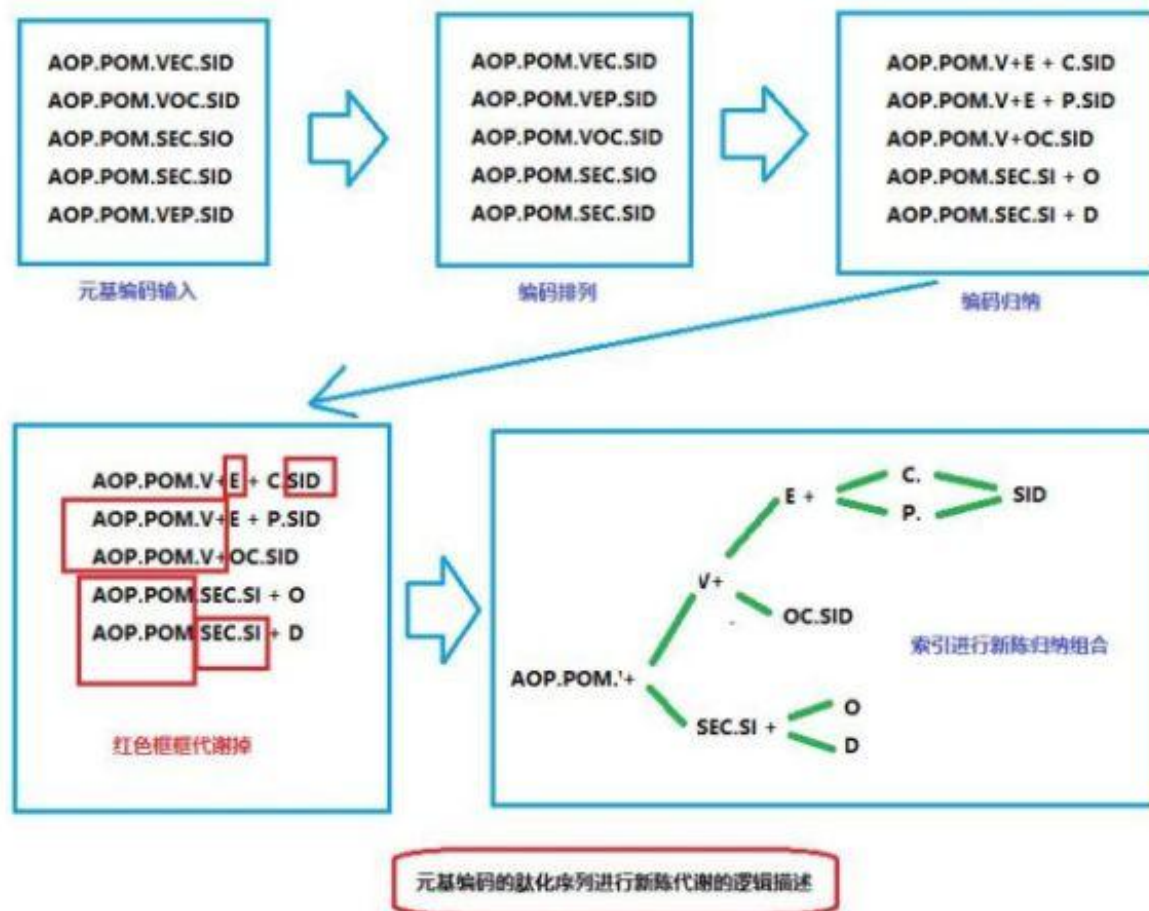 AOP.POM.VEC.SID
AOP.POM.VOC.SID
AOP.POM.SEC.SIO
AOP.POM.SEC.SID
AOP.POM.VEP.SID
元基编码输入
AOP.POM.VEC.SID
AOP.POM.VEP.SID
AOP.POM.VOC.SID
AOP.POM.SEC.SIO
AOP.POM.SEC.SID
编码排列
AOP.POM.V+E + C.SID
AOP.POM.V+E + P.SID
AOP.POM.V+OC.SID
AOP.POM.SEC.SI + O
AOP.POM.SEC.SI + D
编码归纳
AOP.POM.V+E + C.SID
AOP.POM.V+E + P.SID
AOP.POM.V+OC.SID
AOP.POM.SEC.SI + O
AOP.POM.SEC.SI + D
红色框框代谢掉
E +
C.
P.
SID
V+
OC.SID
索引进行新陈归纳组合
AOP.POM.'+
SEC.SI +
O
D
元基编码的肽化序列进行新陈代谢的逻辑描述